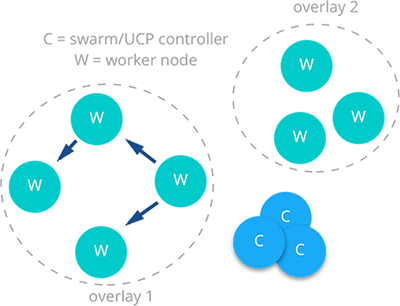 overlay 2
C = swarm/UCP controller
W = worker node
W
W
W
W
W
W
W
C
C
C
overlay 1